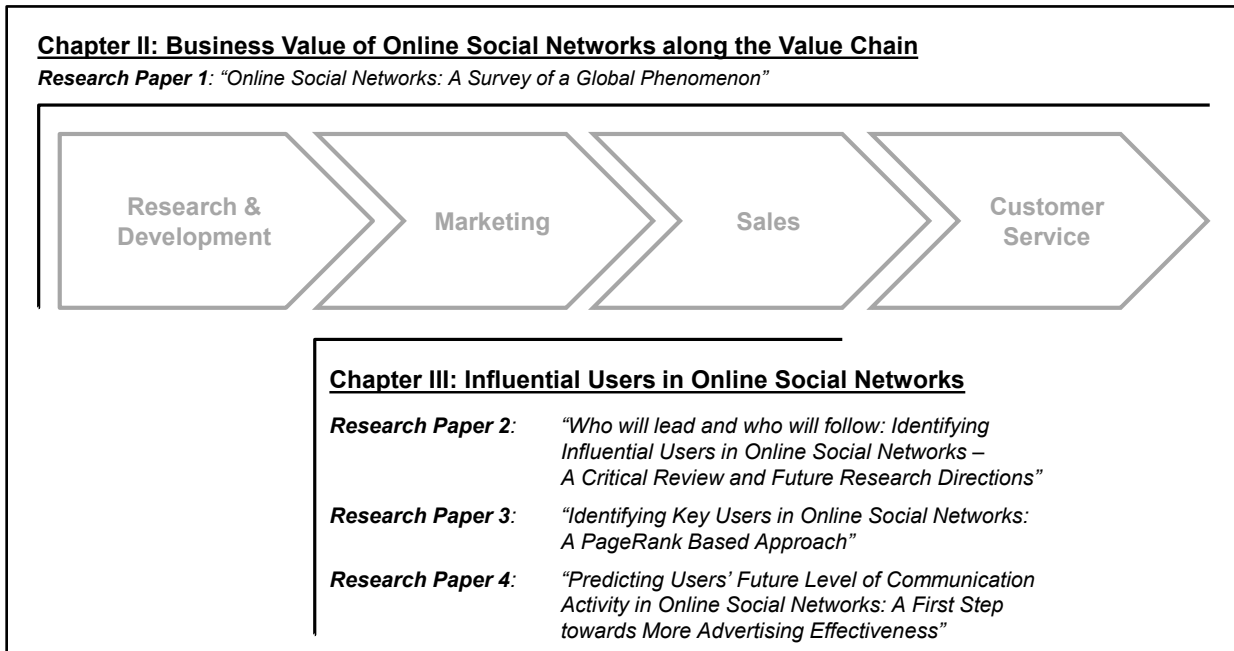 Chapter II: Business Value of Online Social Networks along the Value Chain
Research Paper 1: “Online Social Networks: A Survey of a Global Phenomenon”
Research &
Development
Marketing
Sales
Customer
Service
Chapter III: Influential Users in Online Social Networks
Research Paper 2: “Who will lead and who will follow: Identifying
Influential Users in Online Social Networks –
A Critical Review and Future Research Directions”
Research Paper 3: “Identifying Key Users in Online Social Networks:
A PageRank Based Approach”
Research Paper 4: “Predicting Users’ Future Level of Communication
Activity in Online Social Networks: A First Step
towards More Advertising Effectiveness”